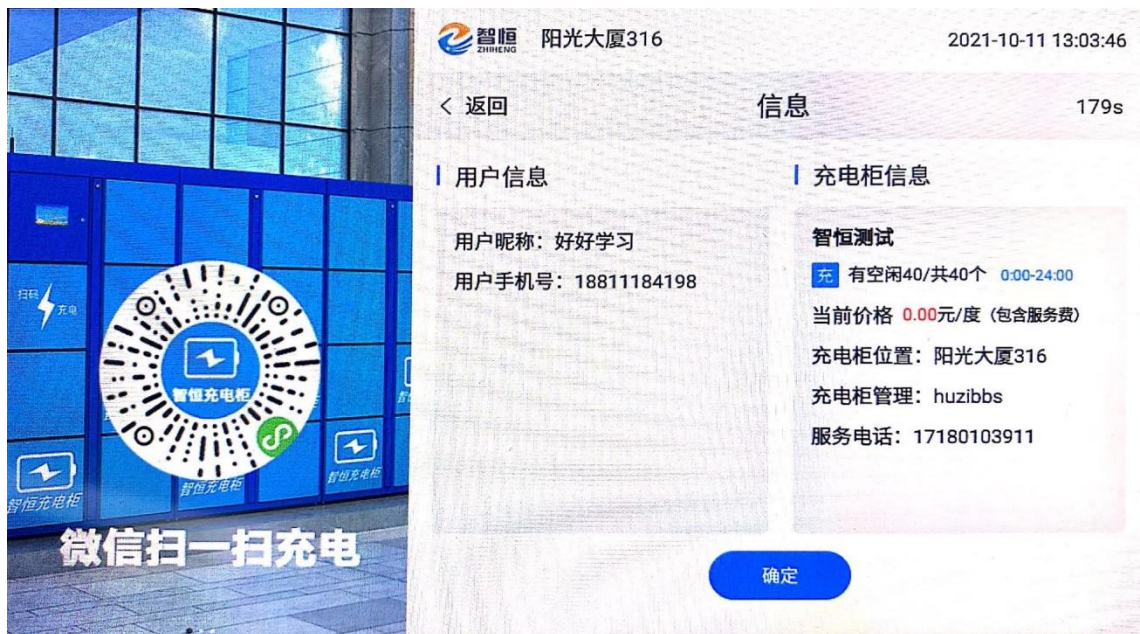 扫码
充电
智恒充电柜
智恒充电柜
智恒充电柜
智恒充电柜
微信扫一扫充电
智恒
ZHIHENG
阳光大厦316
2021-10-11 13:03:46
< 返回
信息
179s
用户信息
用户昵称：好好学习
用户手机号：18811184198
充电柜信息
智恒测试
充 有空闲40/共40个 0:00-24:00
当前价格 0.00元/度（包含服务费）
充电柜位置：阳光大厦316
充电柜管理：huzibbs
服务电话：17180103911
确定